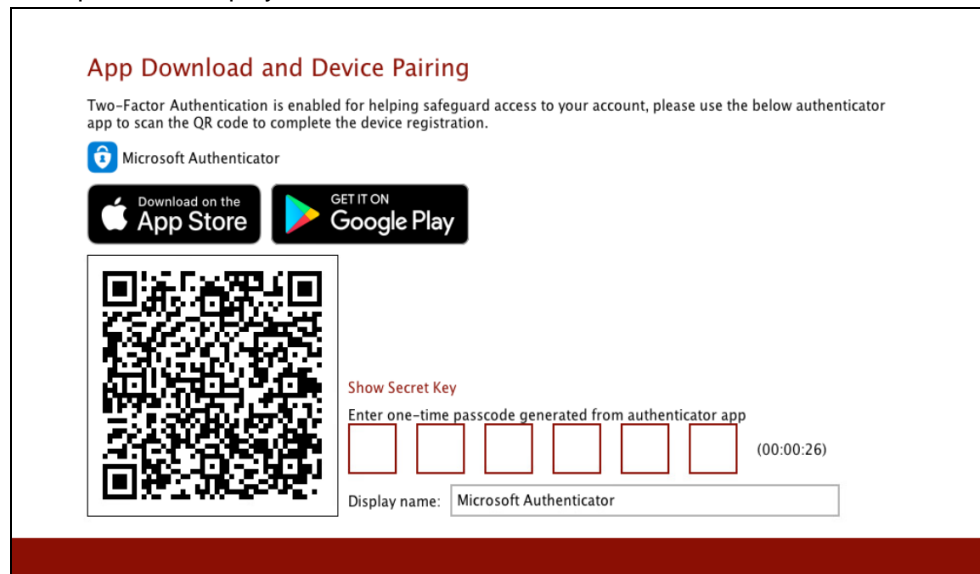 App Download and Device Pairing
Two-Factor Authentication is enabled for helping safeguard access to your account, please use the below authenticator
app to scan the QR code to complete the device registration.
Microsoft Authenticator
Download on the
App Store
GET IT ON
Google Play
Show Secret Key
Enter one-time passcode generated from authenticator app
(00:00:26)
Display name: Microsoft Authenticator